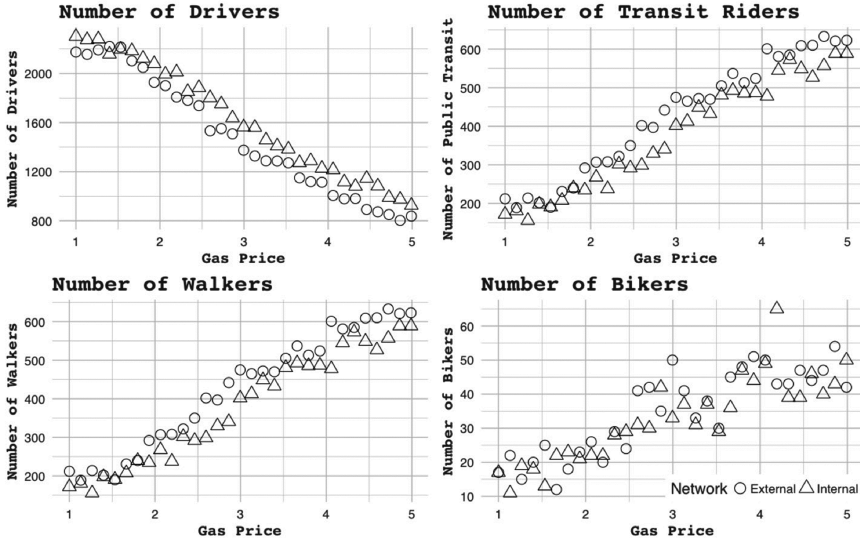 Number of Drivers
Number of Drivers
2000
1600
1200
800
1 2 3 4 5
Gas Price
Number of Transit Riders
Number of Public Transit
600
500
400
300
200
1 2 3 4 5
Gas Price
Number of Walkers
Number of Walkers
600
500
400
300
200
1 2 3 4 5
Gas Price
Number of Bikers
Number of Bikers
60
50
40
30
20
10
Network External Internal
1 2 3 4 5
Gas Price